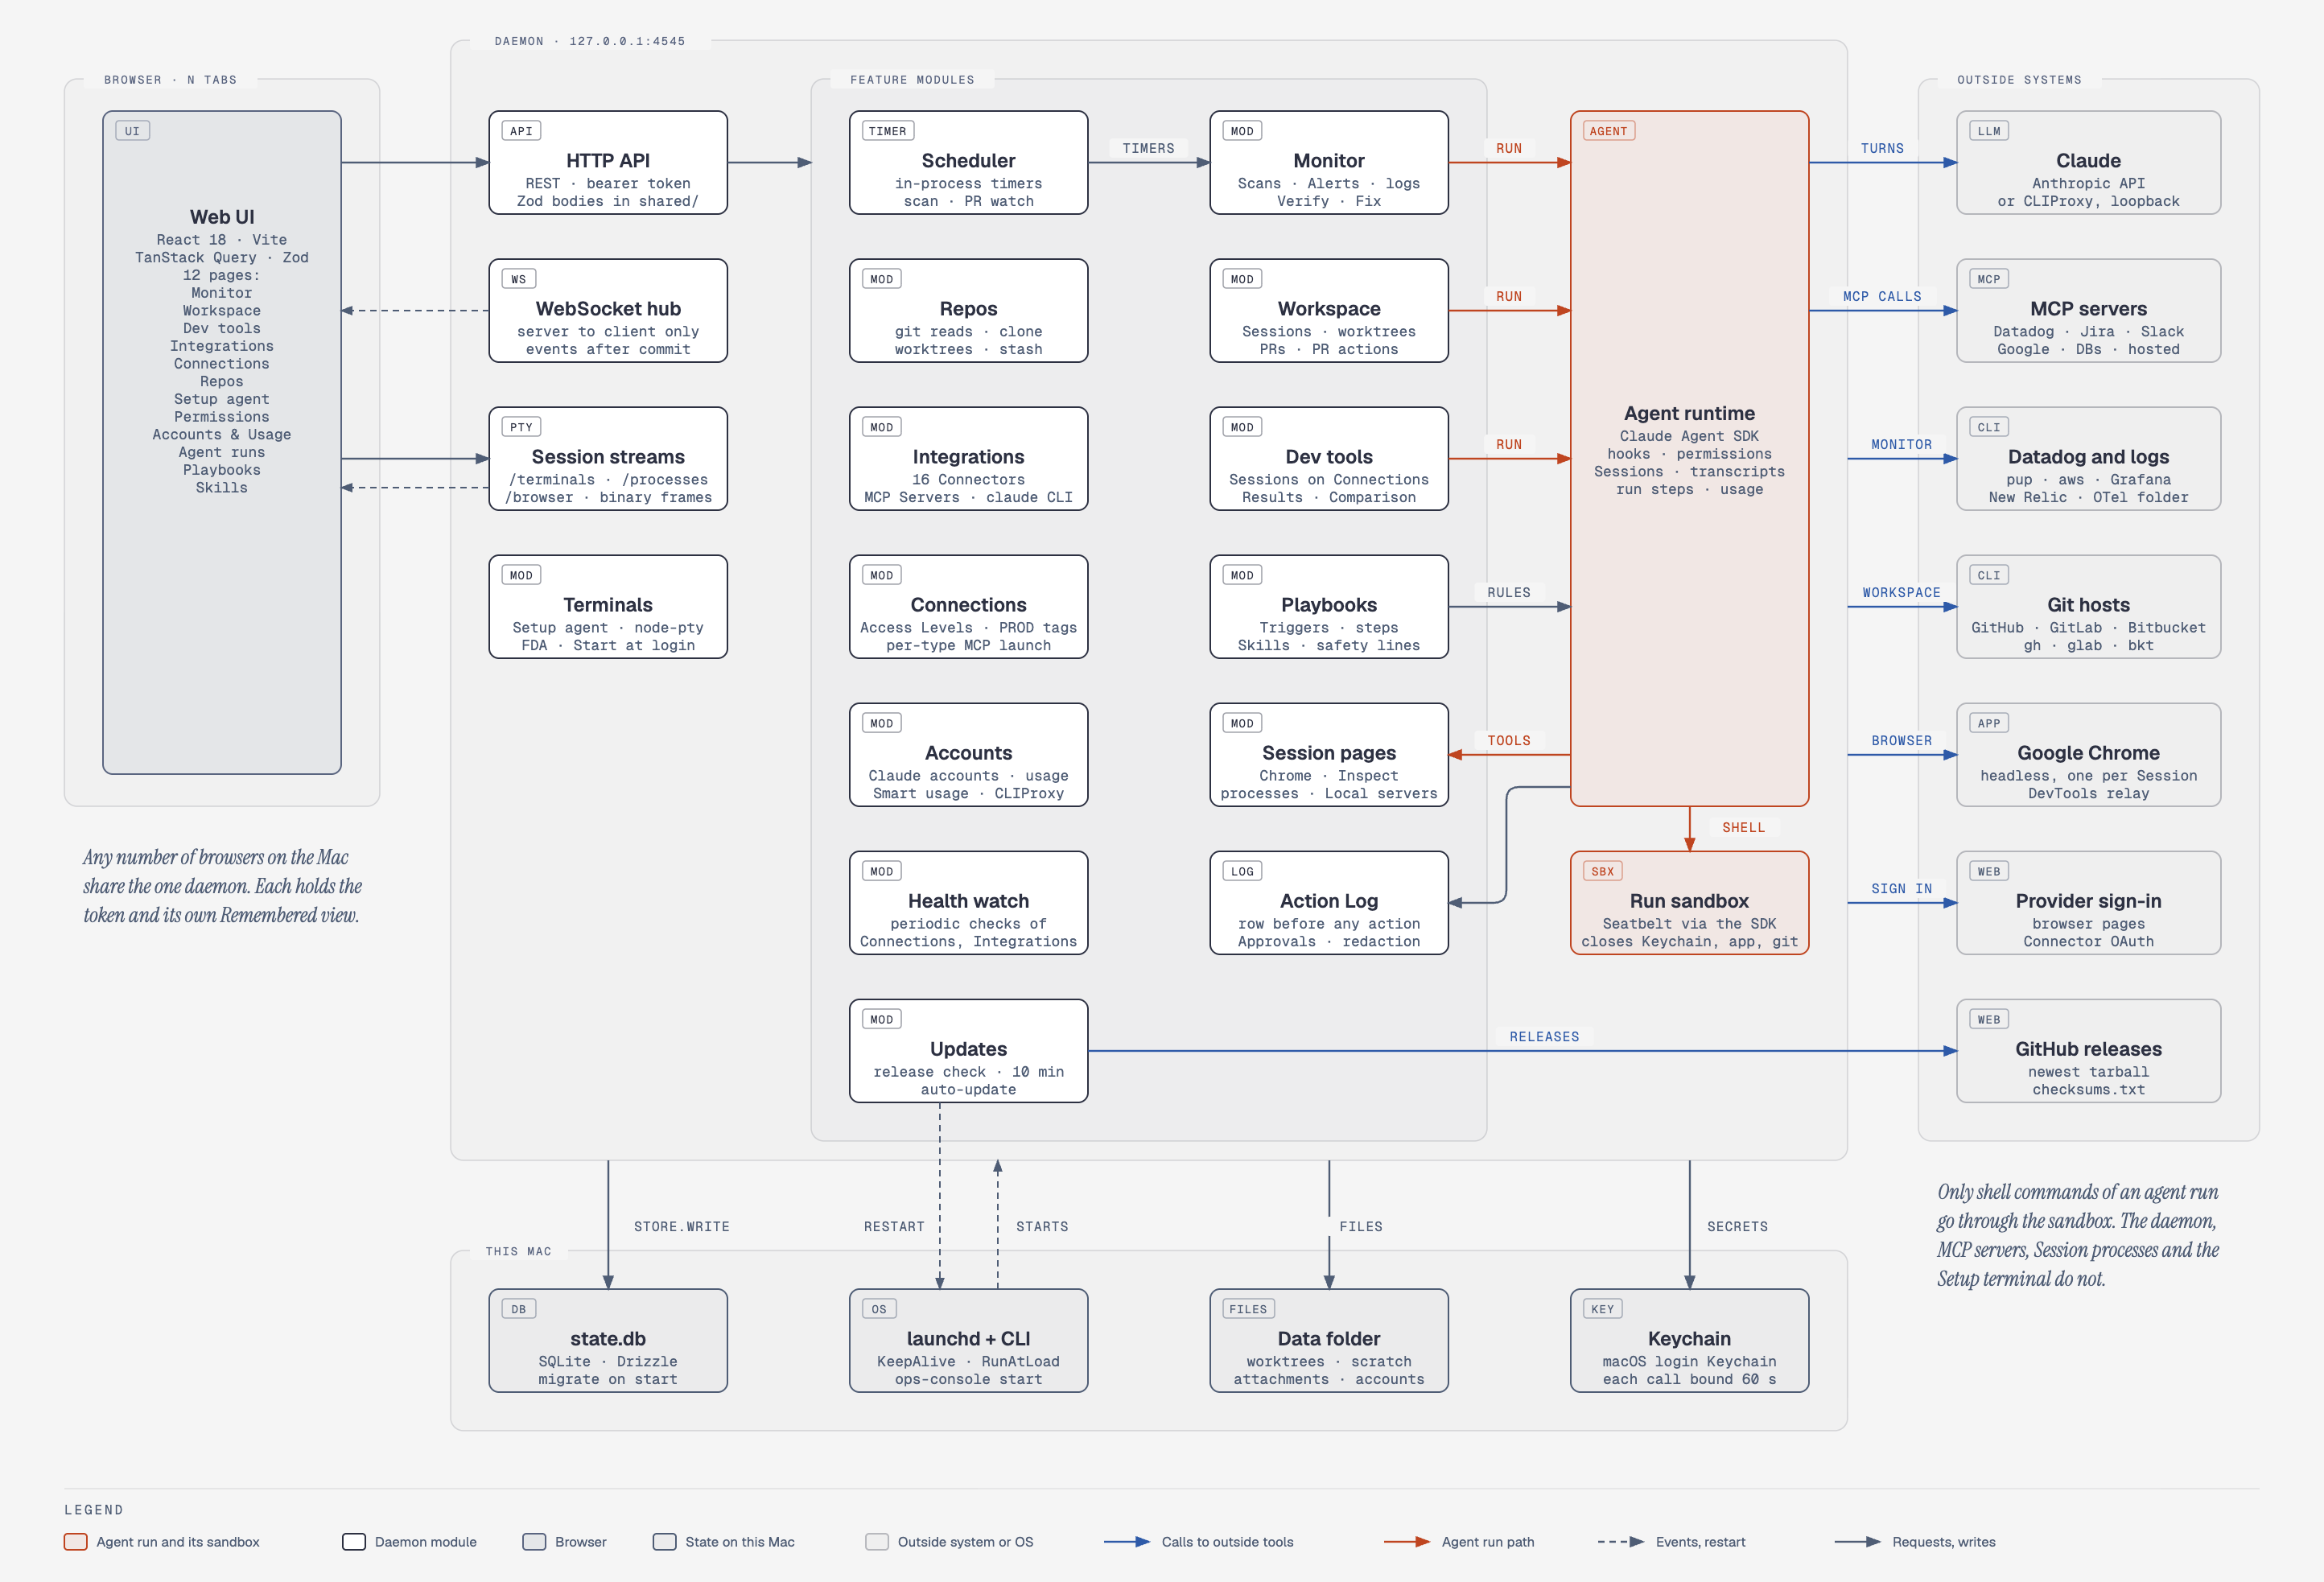 DAEMON · 127.0.0.1:4545
BROWSER · N TABS
UI
Web UI
React 18 · Vite
TanStack Query · Zod
12 pages:
Monitor
Workspace
Dev tools
Integrations
Connections
Repos
Setup agent
Permissions
Accounts & Usage
Agent runs
Playbooks
Skills
Any number of browsers on the Mac
share the one daemon. Each holds the
token and its own Remembered view.
API
HTTP API
REST · bearer token
Zod bodies in shared/
WS
WebSocket hub
server to client only
events after commit
PTY
Session streams
/terminals · /processes
/browser · binary frames
MOD
Terminals
Setup agent · node-pty
FDA · Start at login
FEATURE MODULES
TIMER
Scheduler
in-process timers
scan · PR watch
TIMERS
MOD
Monitor
Scans · Alerts · logs
Verify · Fix
RUN
MOD
Repos
git reads · clone
worktrees · stash
MOD
Workspace
Sessions · worktrees
PRs · PR actions
RUN
MOD
Integrations
16 Connectors
MCP Servers · claude CLI
MOD
Dev tools
Sessions on Connections
Results · Comparison
RUN
MOD
Connections
Access Levels · PROD tags
per-type MCP launch
MOD
Playbooks
Triggers · steps
Skills · safety lines
RULES
MOD
Accounts
Claude accounts · usage
Smart usage · CLIProxy
MOD
Session pages
Chrome · Inspect
processes · Local servers
TOOLS
MOD
Health watch
periodic checks of
Connections, Integrations
LOG
Action Log
row before any action
Approvals · redaction
MOD
Updates
release check · 10 min
auto-update
RELEASES
AGENT
Agent runtime
Claude Agent SDK
hooks · permissions
Sessions · transcripts
run steps · usage
SHELL
SBX
Run sandbox
Seatbelt via the SDK
closes Keychain, app, git
TURNS
MCP CALLS
MONITOR
WORKSPACE
BROWSER
SIGN IN
OUTSIDE SYSTEMS
LLM
Claude
Anthropic API
or CLIProxy, loopback
MCP
MCP servers
Datadog · Jira · Slack
Google · DBs · hosted
CLI
Datadog and logs
pup · aws · Grafana
New Relic · OTel folder
CLI
Git hosts
GitHub · GitLab · Bitbucket
gh · glab · bkt
APP
Google Chrome
headless, one per Session
DevTools relay
WEB
Provider sign-in
browser pages
Connector OAuth
WEB
GitHub releases
newest tarball
checksums.txt
Only shell commands of an agent run
go through the sandbox. The daemon,
MCP servers, Session processes and the
Setup terminal do not.
STORE.WRITE
RESTART
STARTS
FILES
SECRETS
THIS MAC
DB
state.db
SQLite · Drizzle
migrate on start
OS
launchd + CLI
KeepAlive · RunAtLoad
ops-console start
FILES
Data folder
worktrees · scratch
attachments · accounts
KEY
Keychain
macOS login Keychain
each call bound 60 s
LEGEND
Agent run and its sandbox
Daemon module
Browser
State on this Mac
Outside system or OS
Calls to outside tools
Agent run path
Events, restart
Requests, writes